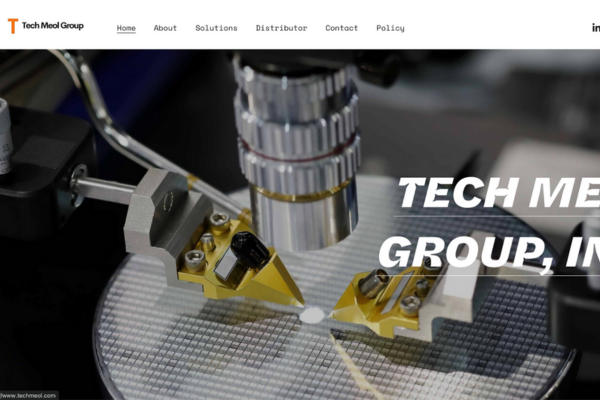 Tech Meol Group
Home About Solutions Distributor Contact Policy
in
TECH ME
GROUP, IN
/www.techmeol.com